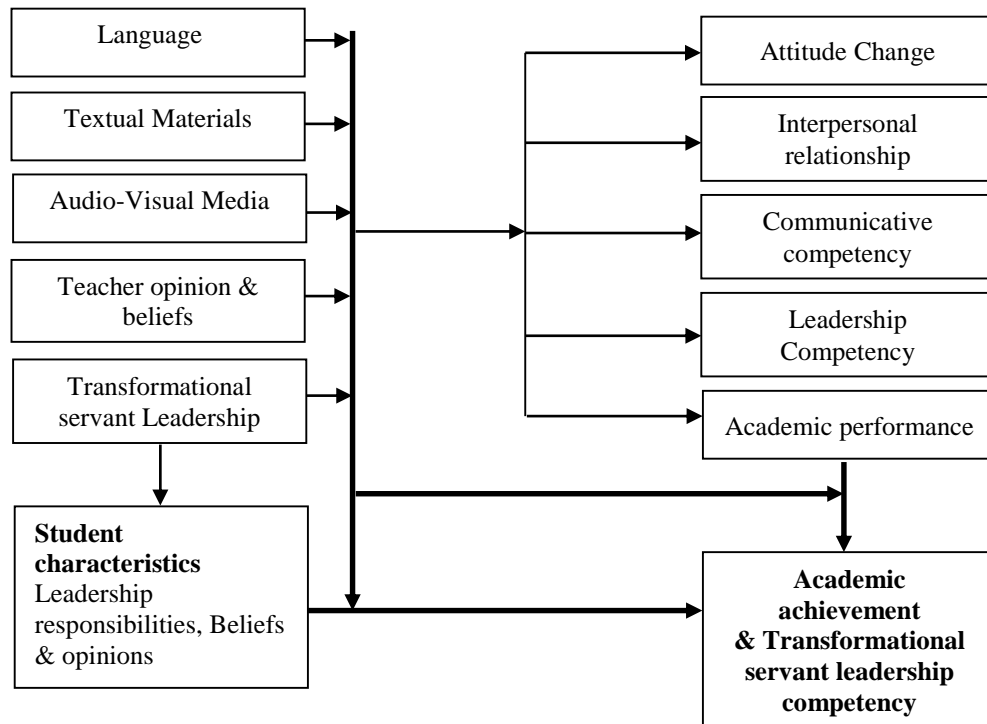 Language
Textual Materials
Audio-Visual Media
Teacher opinion &
beliefs
Transformational
servant Leadership
Student
characteristics
Leadership
responsibilities, Beliefs
& opinions
Attitude Change
Interpersonal
relationship
Communicative
competency
Leadership
Competency
Academic performance
Academic
achievement
& Transformational
servant leadership
competency